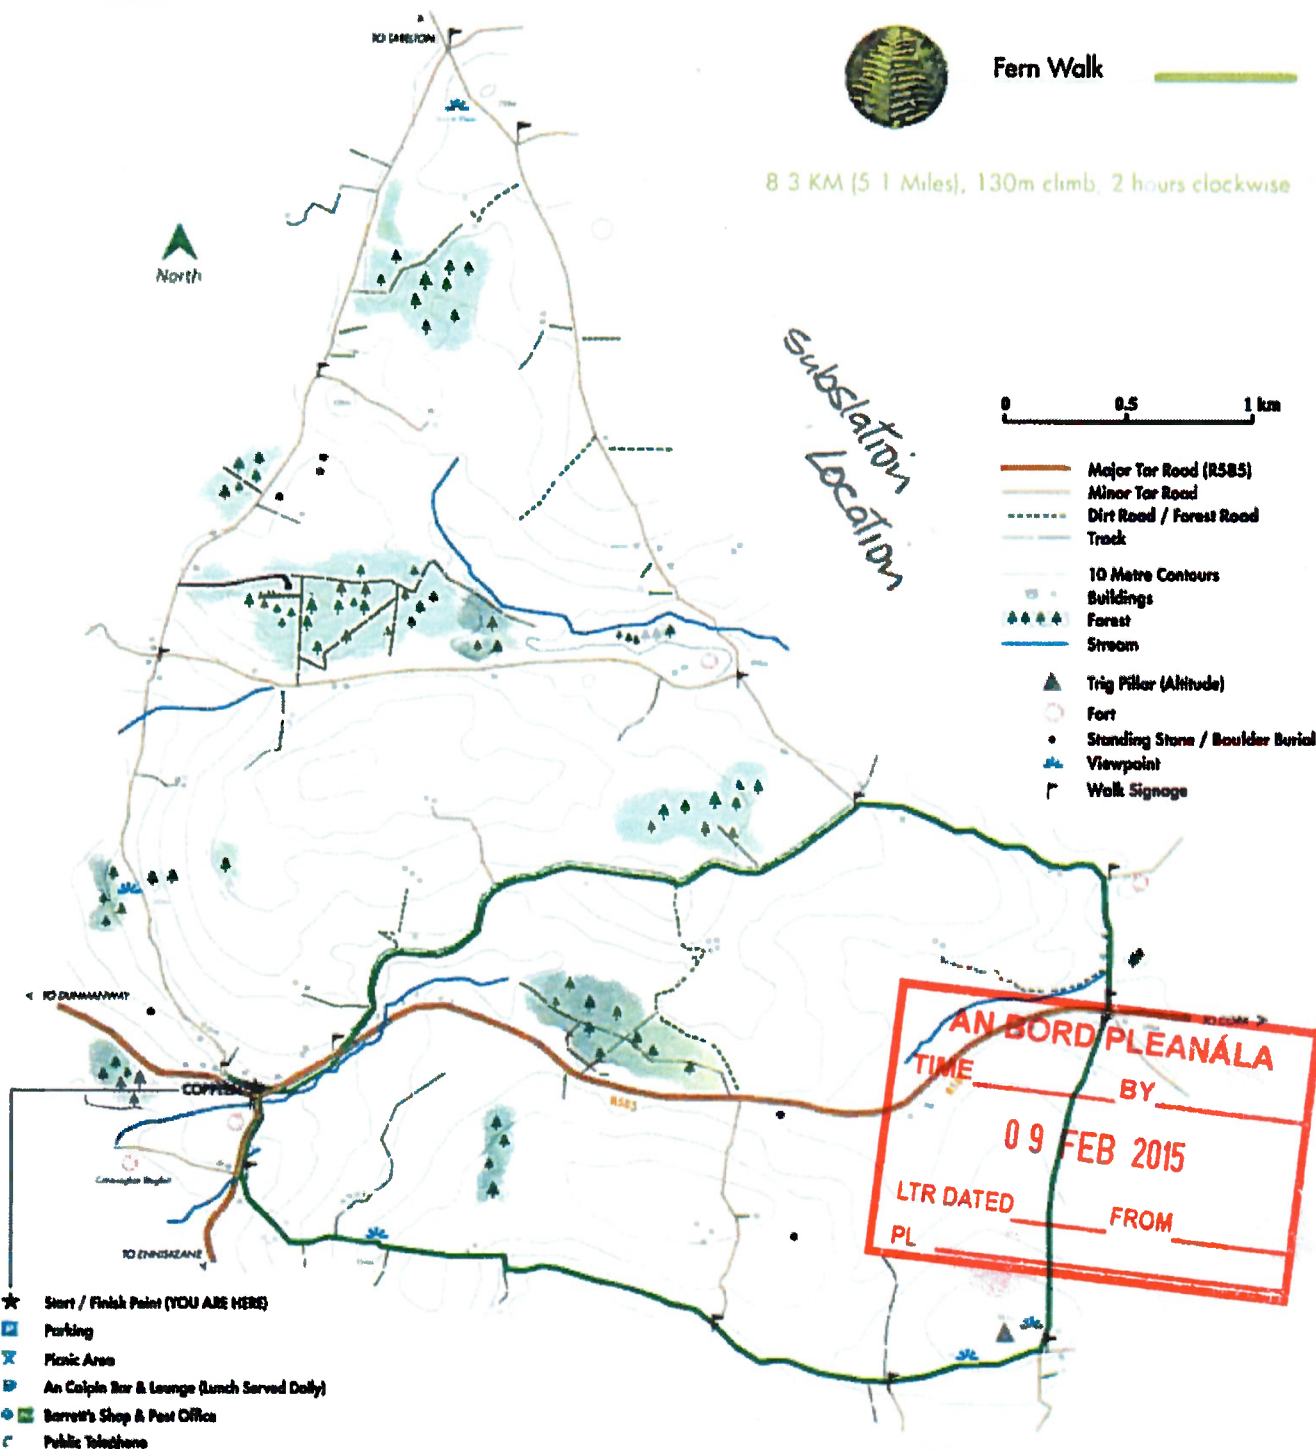 TO TARELTON
Fern Walk
8.3 KM (5.1 Miles), 130m climb, 2 hours clockwise
North
Substation
Location
0 0.5 1 km
Major Tar Road (R585)
Minor Tar Road
Dirt Road / Forest Road
Track
10 Metre Contours
Buildings
Forest
Stream
Trig Pillar (Altitude)
Fort
Standing Stone / Boulder Burial
Viewpoint
Walk Signage
TO DUNMANWAY
TO CORK
COPPEEN
R585
AN BORD PLEANÁLA
TIME BY
09 FEB 2015
LTR DATED FROM
PL
TO ENNISKEANE
Start / Finish Point (YOU ARE HERE)
Parking
Picnic Area
An Caipín Bar & Lounge (Lunch Served Daily)
Barrett's Shop & Post Office
Public Telephone